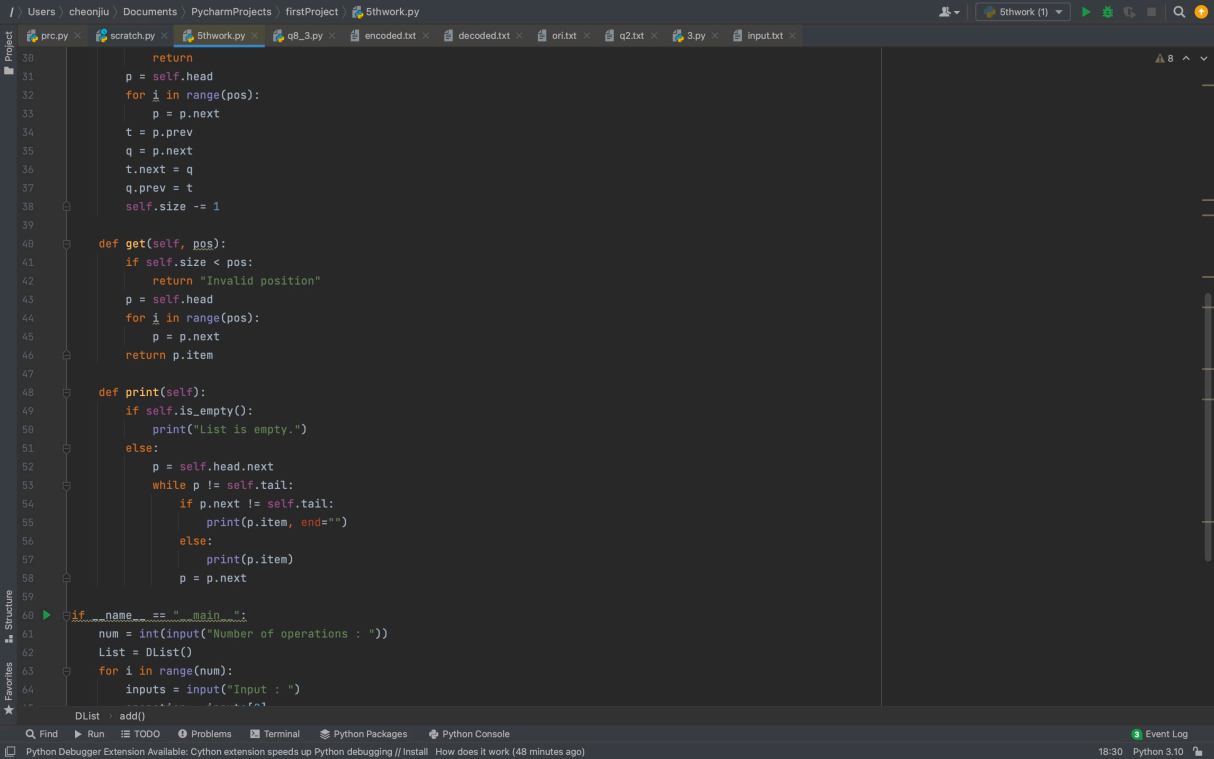 / Users cheonjiu Documents PycharmProjects firstProject 5thwork.py
5thwork (1)
prc.py scratch.py 5thwork.py q8_3.py encoded.txt decoded.txt ori.txt q2.txt 3.py input.txt
Project
8
30 return
31 p = self.head
32 for i in range(pos):
33 p = p.next
34 t = p.prev
35 q = p.next
36 t.next = q
37 q.prev = t
38 self.size -= 1
39
40 def get(self, pos):
41 if self.size < pos:
42 return "Invalid position"
43 p = self.head
44 for i in range(pos):
45 p = p.next
46 return p.item
47
48 def print(self):
49 if self.is_empty():
50 print("List is empty.")
51 else:
52 p = self.head.next
53 while p != self.tail:
54 if p.next != self.tail:
55 print(p.item, end="")
56 else:
57 print(p.item)
58 p = p.next
59
60 if __name__ == "__main__":
61 num = int(input("Number of operations : "))
62 List = DList()
63 for i in range(num):
64 inputs = input("Input : ")
Structure
Favorites
DList add()
Find Run TODO Problems Terminal Python Packages Python Console 3 Event Log
Python Debugger Extension Available: Cython extension speeds up Python debugging // Install How does it work (48 minutes ago) 18:30 Python 3.10